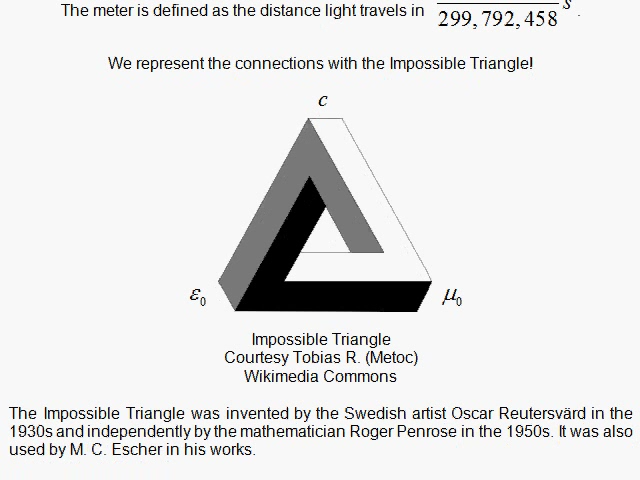 The meter is defined as the distance light travels in 299,792,458 s .
We represent the connections with the Impossible Triangle!
c
ε0 μ0
Impossible Triangle
Courtesy Tobias R. (Metoc)
Wikimedia Commons
The Impossible Triangle was invented by the Swedish artist Oscar Reutersvärd in the
1930s and independently by the mathematician Roger Penrose in the 1950s. It was also
used by M. C. Escher in his works.